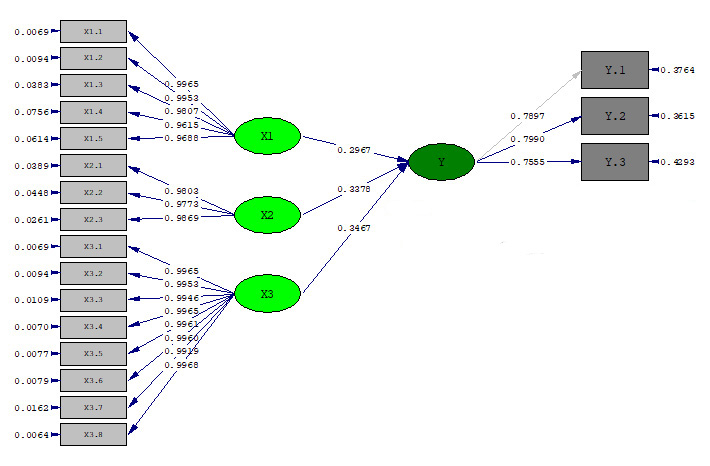 0.0069 X1.1
0.0094 X1.2
0.0383 X1.3
0.0756 X1.4
0.0614 X1.5
0.0389 X2.1
0.0448 X2.2
0.0261 X2.3
0.0069 X3.1
0.0094 X3.2
0.0109 X3.3
0.0070 X3.4
0.0077 X3.5
0.0079 X3.6
0.0162 X3.7
0.0064 X3.8
0.9965
0.9953
0.9807
0.9615
0.9688
0.9803
0.9773
0.9869
0.9965
0.9953
0.9946
0.9965
0.9961
0.9960
0.9919
0.9968
X1
X2
X3
0.2967
0.3378
0.3467
Y
0.7897
0.7990
0.7555
Y.1 0.3764
Y.2 0.3615
Y.3 0.4293